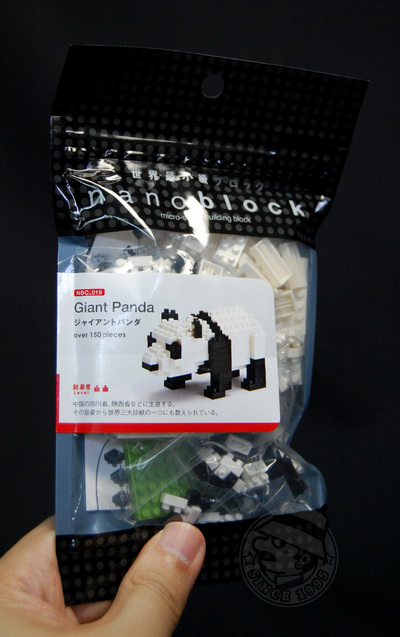 世界最小級ブロック
nanoblock
micro-sized building block
NBC_019
Giant Panda
ジャイアントパンダ
over 150 pieces
難易度
Level
中国の四川省、陝西省などに生息する。
その容姿から世界三大珍獣の一つにも数えられている。
SINCE 1995